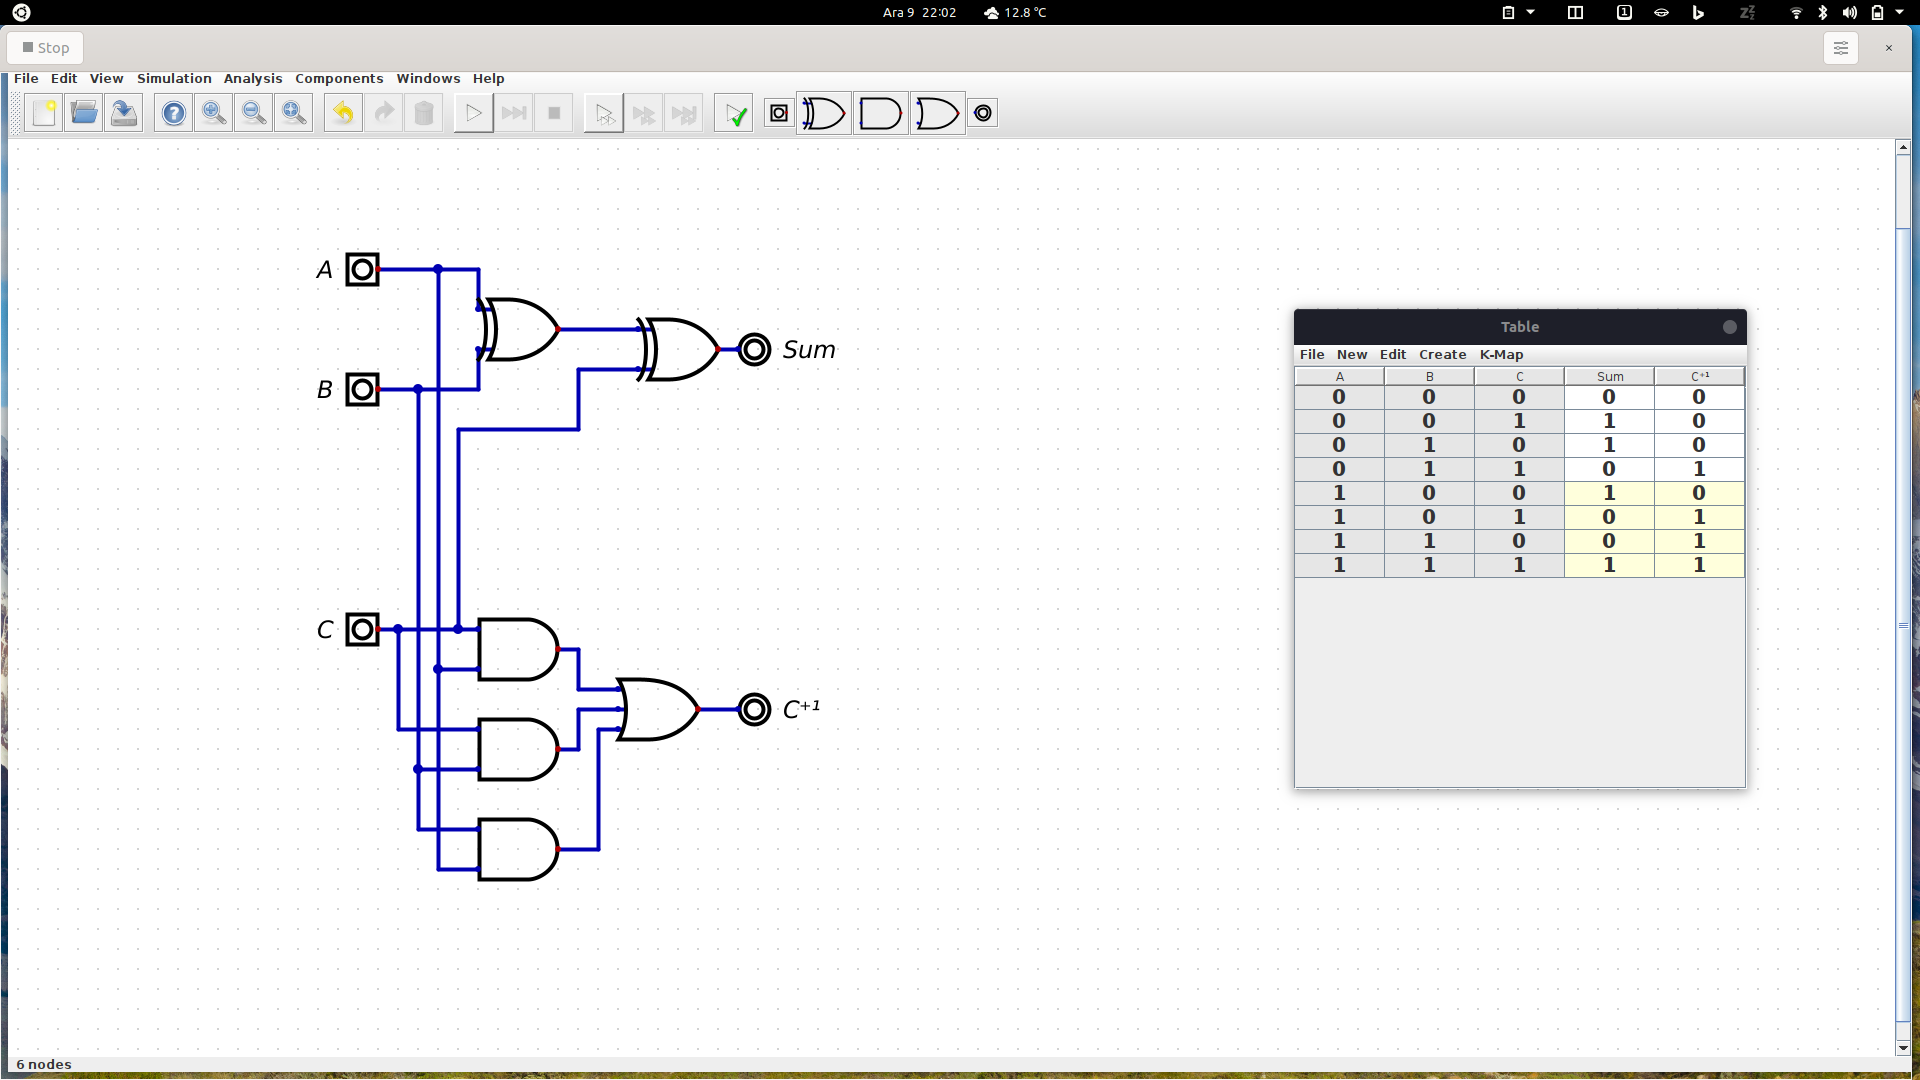 Ara 9 22:02 12.8 °C
1
zZ
Stop
×
File Edit View Simulation Analysis Components Windows Help
A
B
Sum
C
C⁺¹
Table
File New Edit Create K-Map
A B C Sum C⁺¹
0 0 0 0 0
0 0 1 1 0
0 1 0 1 0
0 1 1 0 1
1 0 0 1 0
1 0 1 0 1
1 1 0 0 1
1 1 1 1 1
6 nodes